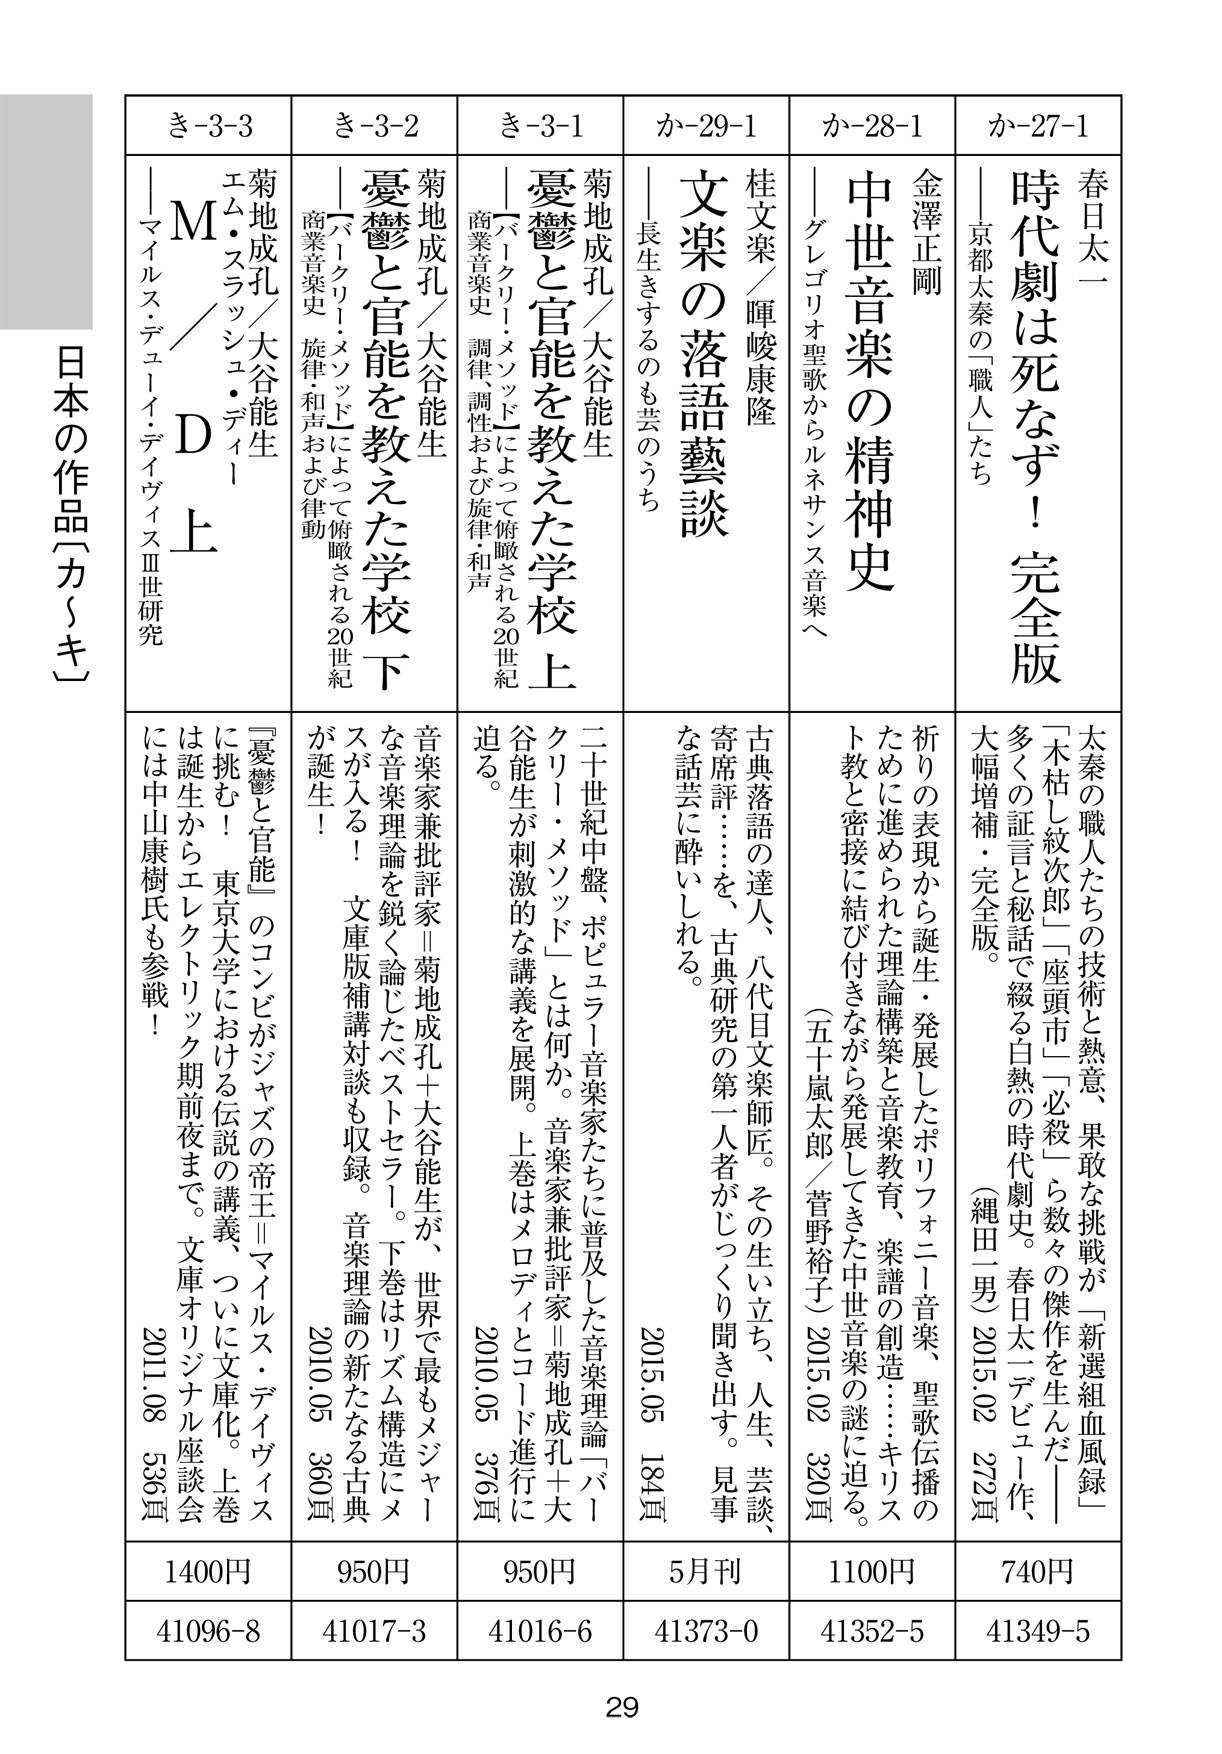 か-27-1
春日太一
時代劇は死なず！ 完全版
――京都太秦の「職人」たち
太秦の職人たちの技術と熱意、果敢な挑戦が「新選組血風録」
「木枯し紋次郎」「座頭市」「必殺」ら数々の傑作を生んだ――
多くの証言と秘話で綴る白熱の時代劇史。春日太一デビュー作、
大幅増補・完全版。 （縄田一男）2015.02 272頁
740円
41349-5
か-28-1
金澤正剛
中世音楽の精神史
――グレゴリオ聖歌からルネサンス音楽へ
祈りの表現から誕生・発展したポリフォニー音楽、聖歌伝播の
ために進められた理論構築と音楽教育、楽譜の創造……キリス
ト教と密接に結び付きながら発展してきた中世音楽の謎に迫る。
（五十嵐太郎／菅野裕子）2015.02 320頁
1100円
41352-5
か-29-1
桂文楽／暉峻康隆
文楽の落語藝談
――長生きするのも芸のうち
古典落語の達人、八代目文楽師匠。その生い立ち、人生、芸談、
寄席評……を、古典研究の第一人者がじっくり聞き出す。見事
な話芸に酔いしれる。
2015.05 184頁
5月刊
41373-0
き-3-1
菊地成孔／大谷能生
憂鬱と官能を教えた学校 上
――【バークリー・メソッド】によって俯瞰される20世紀
商業音楽史 調律、調性および旋律・和声
二十世紀中盤、ポピュラー音楽家たちに普及した音楽理論「バー
クリー・メソッド」とは何か。音楽家兼批評家＝菊地成孔＋大
谷能生が刺激的な講義を展開。上巻はメロディとコード進行に
迫る。 2010.05 376頁
950円
41016-6
き-3-2
菊地成孔／大谷能生
憂鬱と官能を教えた学校 下
――【バークリー・メソッド】によって俯瞰される20世紀
商業音楽史 旋律・和声および律動
音楽家兼批評家＝菊地成孔＋大谷能生が、世界で最もメジャー
な音楽理論を鋭く論じたベストセラー。下巻はリズム構造にメ
スが入る！ 文庫版補講対談も収録。音楽理論の新たなる古典
が誕生！ 2010.05 360頁
950円
41017-3
き-3-3
菊地成孔／大谷能生
エム・スラッシュ・ディー
M／D 上
――マイルス・デューイ・デイヴィスⅢ世研究
『憂鬱と官能』のコンビがジャズの帝王＝マイルス・デイヴィス
に挑む！ 東京大学における伝説の講義、ついに文庫化。上巻
は誕生からエレクトリック期前夜まで。文庫オリジナル座談会
には中山康樹氏も参戦！ 2011.08 536頁
1400円
41096-8
日本の作品〔カ〜キ〕
29